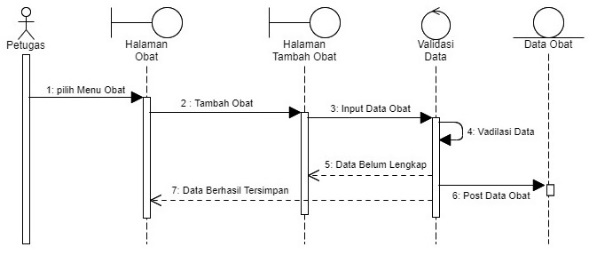 Petugas
Halaman
Obat
Halaman
Tambah Obat
Validasi
Data
Data Obat
1: pilih Menu Obat
2 : Tambah Obat
3: Input Data Obat
4: Vadilasi Data
5: Data Belum Lengkap
6: Post Data Obat
7: Data Berhasil Tersimpan